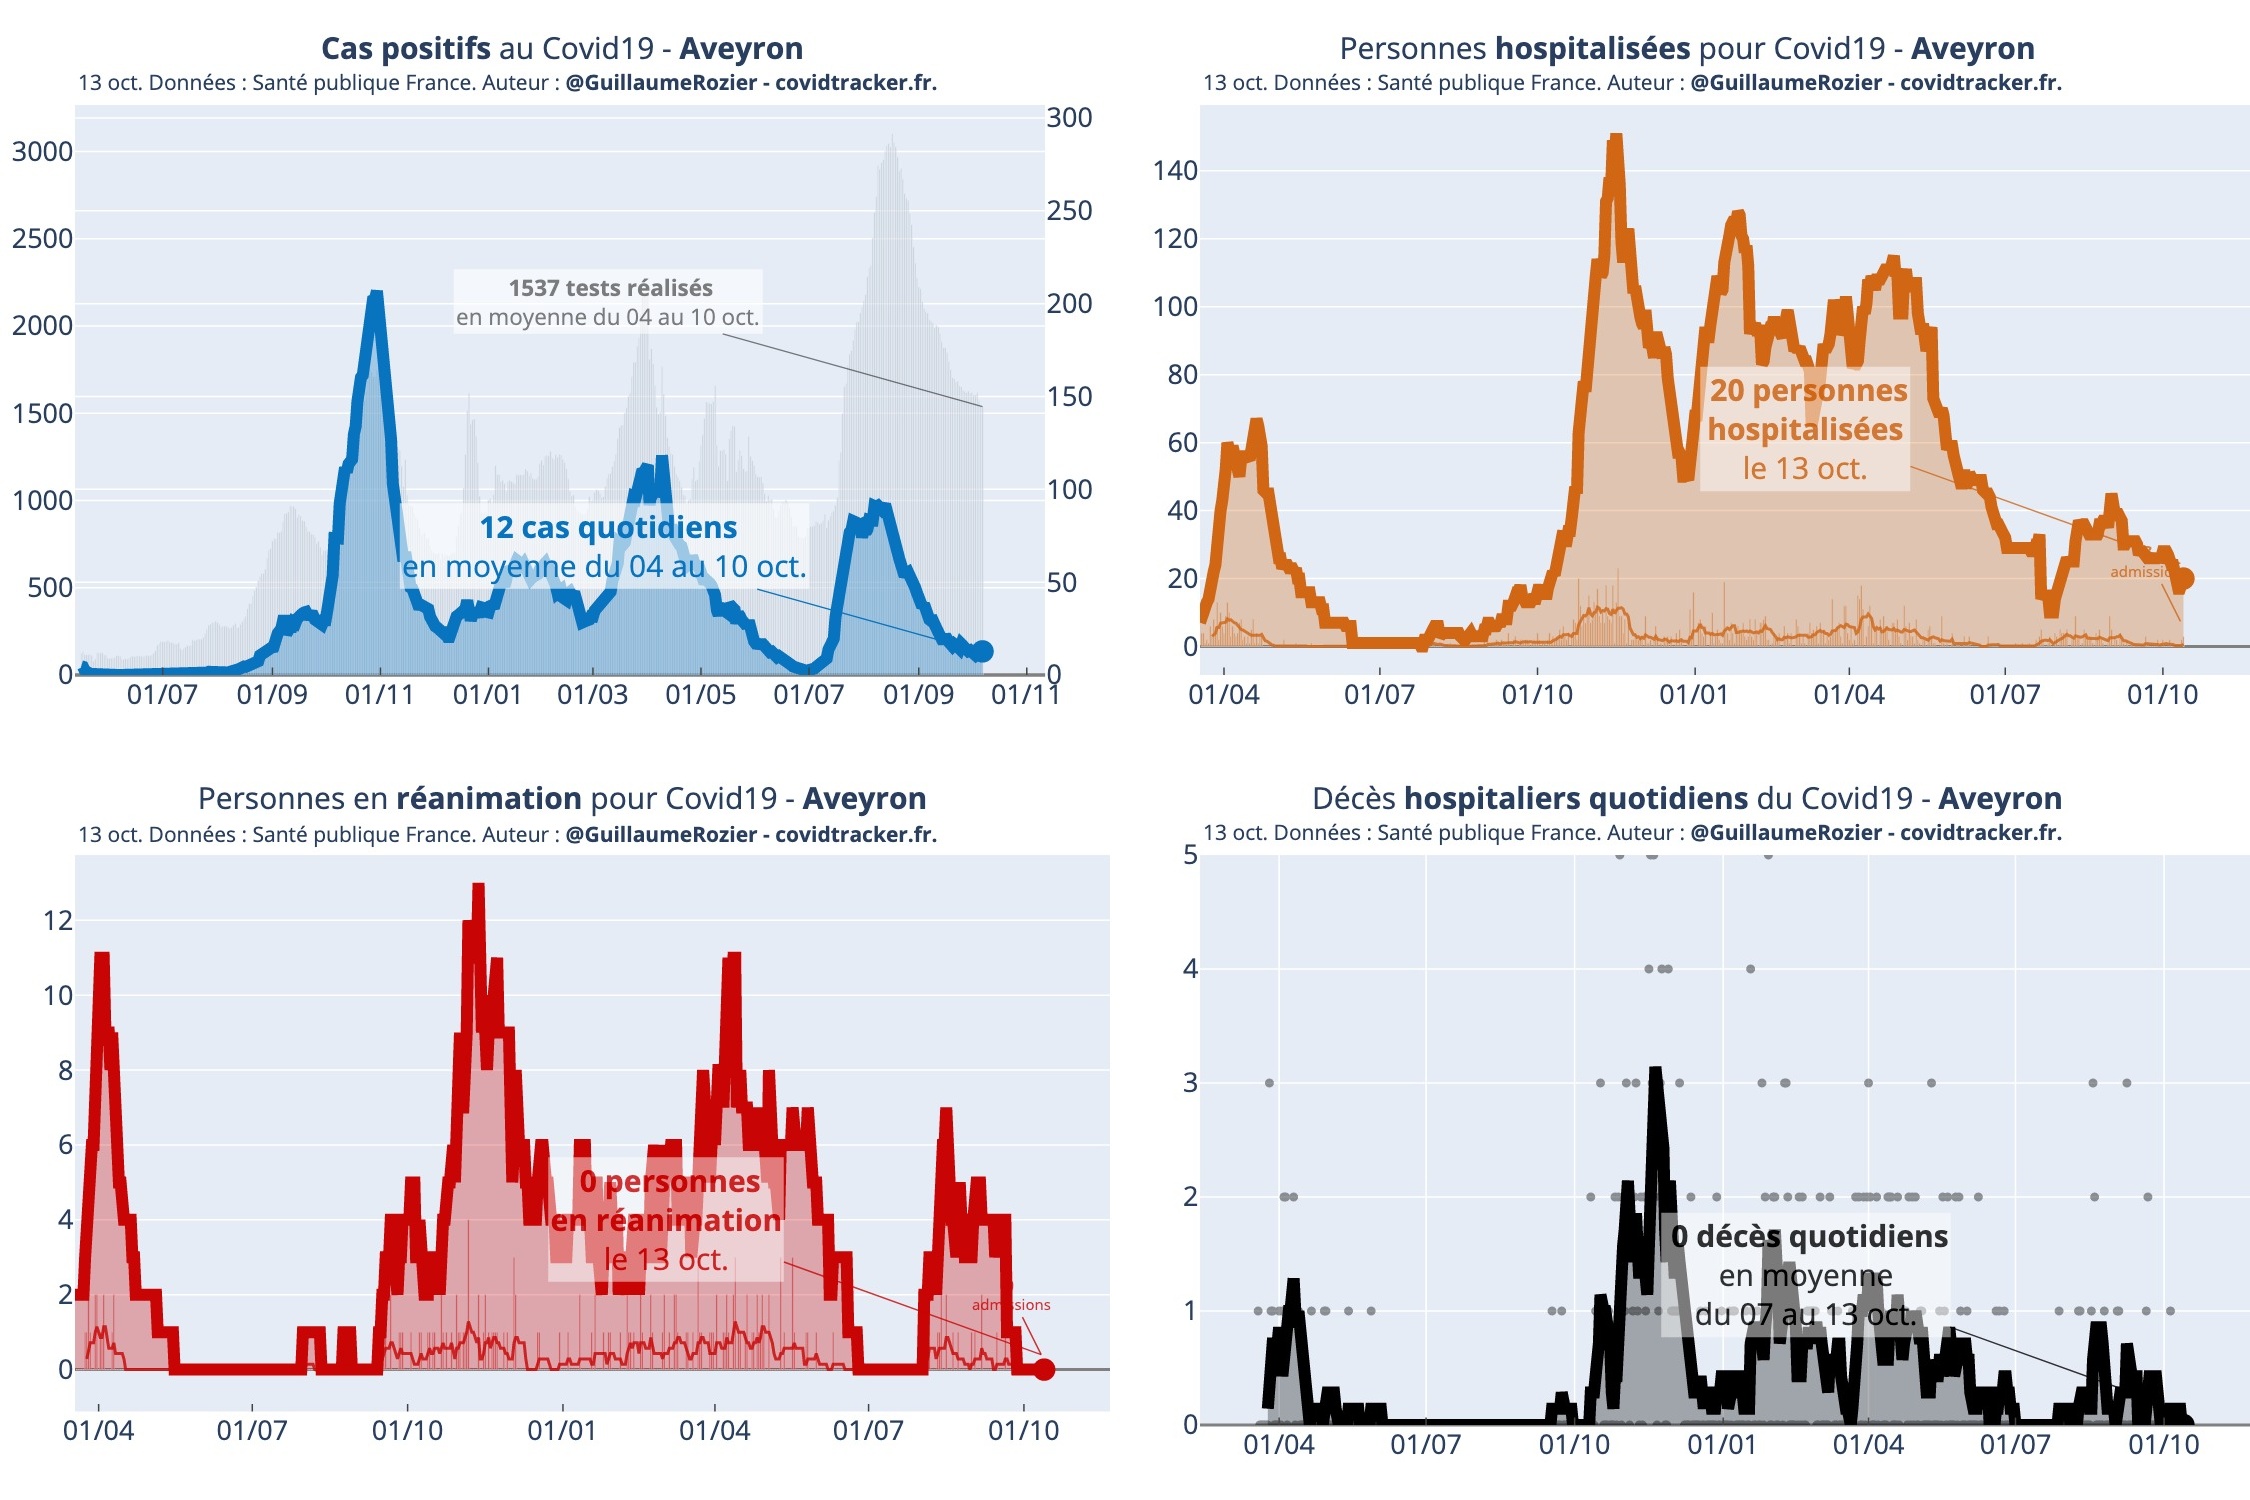 Cas positifs au Covid19 - Aveyron
13 oct. Données : Santé publique France. Auteur : @GuillaumeRozier - covidtracker.fr.
300
3000
250
2500
200
2000
150
1500
100
1000
50
500
0
0
1537 tests réalisés
en moyenne du 04 au 10 oct.
12 cas quotidiens
en moyenne du 04 au 10 oct.
01/07 01/09 01/11 01/01 01/03 01/05 01/07 01/09 01/11
Personnes hospitalisées pour Covid19 - Aveyron
13 oct. Données : Santé publique France. Auteur : @GuillaumeRozier - covidtracker.fr.
140
120
100
80
60
40
20
0
20 personnes
hospitalisées
le 13 oct.
admissions
01/04 01/07 01/10 01/01 01/04 01/07 01/10
Personnes en réanimation pour Covid19 - Aveyron
13 oct. Données : Santé publique France. Auteur : @GuillaumeRozier - covidtracker.fr.
12
10
8
6
4
2
0
0 personnes
en réanimation
le 13 oct.
admissions
01/04 01/07 01/10 01/01 01/04 01/07 01/10
Décès hospitaliers quotidiens du Covid19 - Aveyron
13 oct. Données : Santé publique France. Auteur : @GuillaumeRozier - covidtracker.fr.
5
4
3
2
1
0
0 décès quotidiens
en moyenne
du 07 au 13 oct.
01/04 01/07 01/10 01/01 01/04 01/07 01/10